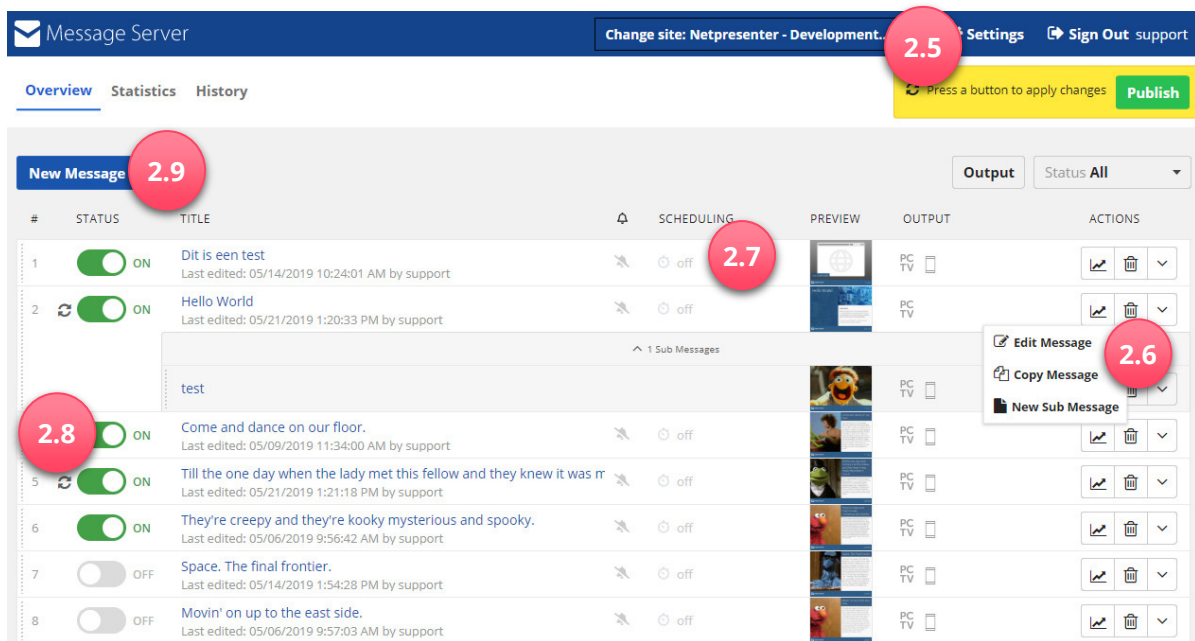 Message Server
Change site: Netpresenter - Development..
Settings
Sign Out support
2.5
Overview Statistics History
Press a button to apply changes Publish
New Message
2.9
Output
Status All
# STATUS TITLE SCHEDULING PREVIEW OUTPUT ACTIONS
2.7
1 ON Dit is een test off PC TV
Last edited: 05/14/2019 10:24:01 AM by support
2 ON Hello World off PC TV
Last edited: 05/21/2019 1:20:33 PM by support
1 Sub Messages
Edit Message
2.6
Copy Message
New Sub Message
test PC TV
2.8
ON Come and dance on our floor. off PC TV
Last edited: 05/09/2019 11:34:00 AM by support
5 ON Till the one day when the lady met this fellow and they knew it was m off PC TV
Last edited: 05/21/2019 1:21:18 PM by support
6 ON They're creepy and they're kooky mysterious and spooky. off PC TV
Last edited: 05/06/2019 9:56:42 AM by support
7 OFF Space. The final frontier. off PC TV
Last edited: 05/14/2019 1:54:28 PM by support
8 OFF Movin' on up to the east side. off PC TV
Last edited: 05/06/2019 9:57:03 AM by support